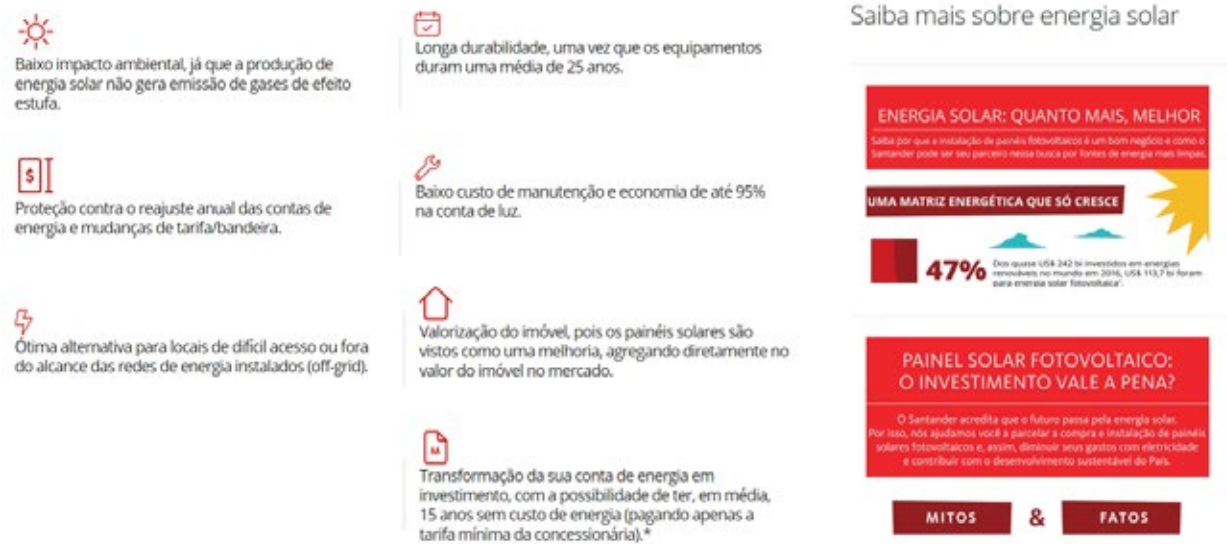 Baixo impacto ambiental, já que a produção de
energia solar não gera emissão de gases de efeito
estufa.
$
Proteção contra o reajuste anual das contas de
energia e mudanças de tarifa/bandeira.
Ótima alternativa para locais de difícil acesso ou fora
do alcance das redes de energia instalados (off-grid).
Longa durabilidade, uma vez que os equipamentos
duram uma média de 25 anos.
Baixo custo de manutenção e economia de até 95%
na conta de luz.
Valorização do imóvel, pois os painéis solares são
vistos como uma melhoria, agregando diretamente no
valor do imóvel no mercado.
Transformação da sua conta de energia em
investimento, com a possibilidade de ter, em média,
15 anos sem custo de energia (pagando apenas a
tarifa mínima da concessionária).*
Saiba mais sobre energia solar
ENERGIA SOLAR: QUANTO MAIS, MELHOR
Saiba por que a instalação de painéis fotovoltaicos é um bom negócio e como o
Santander pode ser seu parceiro nessa busca por fontes de energia mais limpas.
UMA MATRIZ ENERGÉTICA QUE SÓ CRESCE
47%
Dos quase US$ 242 bi investidos em energias
renováveis no mundo em 2016, US$ 113,7 bi foram
para energia solar fotovoltaica¹.
PAINEL SOLAR FOTOVOLTAICO:
O INVESTIMENTO VALE A PENA?
O Santander acredita que o futuro passa pela energia solar.
Por isso, nós ajudamos você a parcelar a compra e instalação de painéis
solares fotovoltaicos e, assim, diminuir seus gastos com eletricidade
e contribuir com o desenvolvimento sustentável do País.
MITOS & FATOS